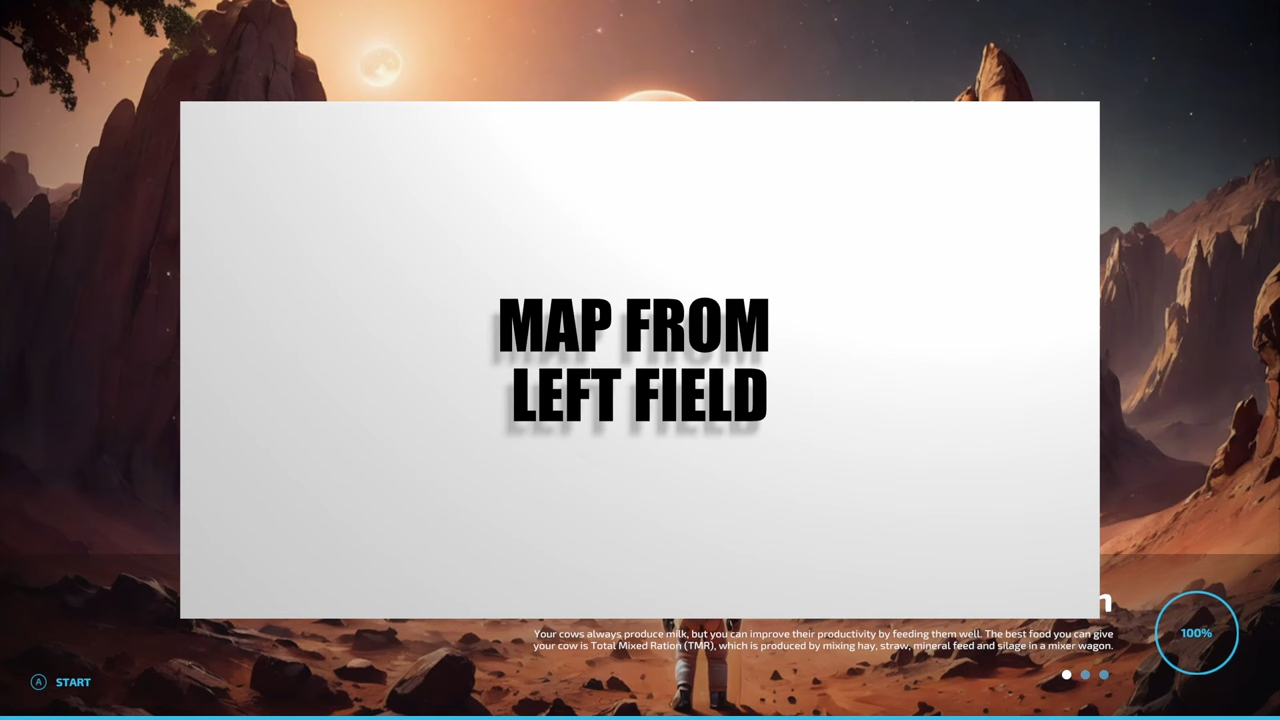 MAP FROM
LEFT FIELD
Your cows always produce milk, but you can improve their productivity by feeding them well. The best food you can give
your cow is Total Mixed Ration (TMR), which is produced by mixing hay, straw, mineral feed and silage in a mixer wagon.
100%
A START